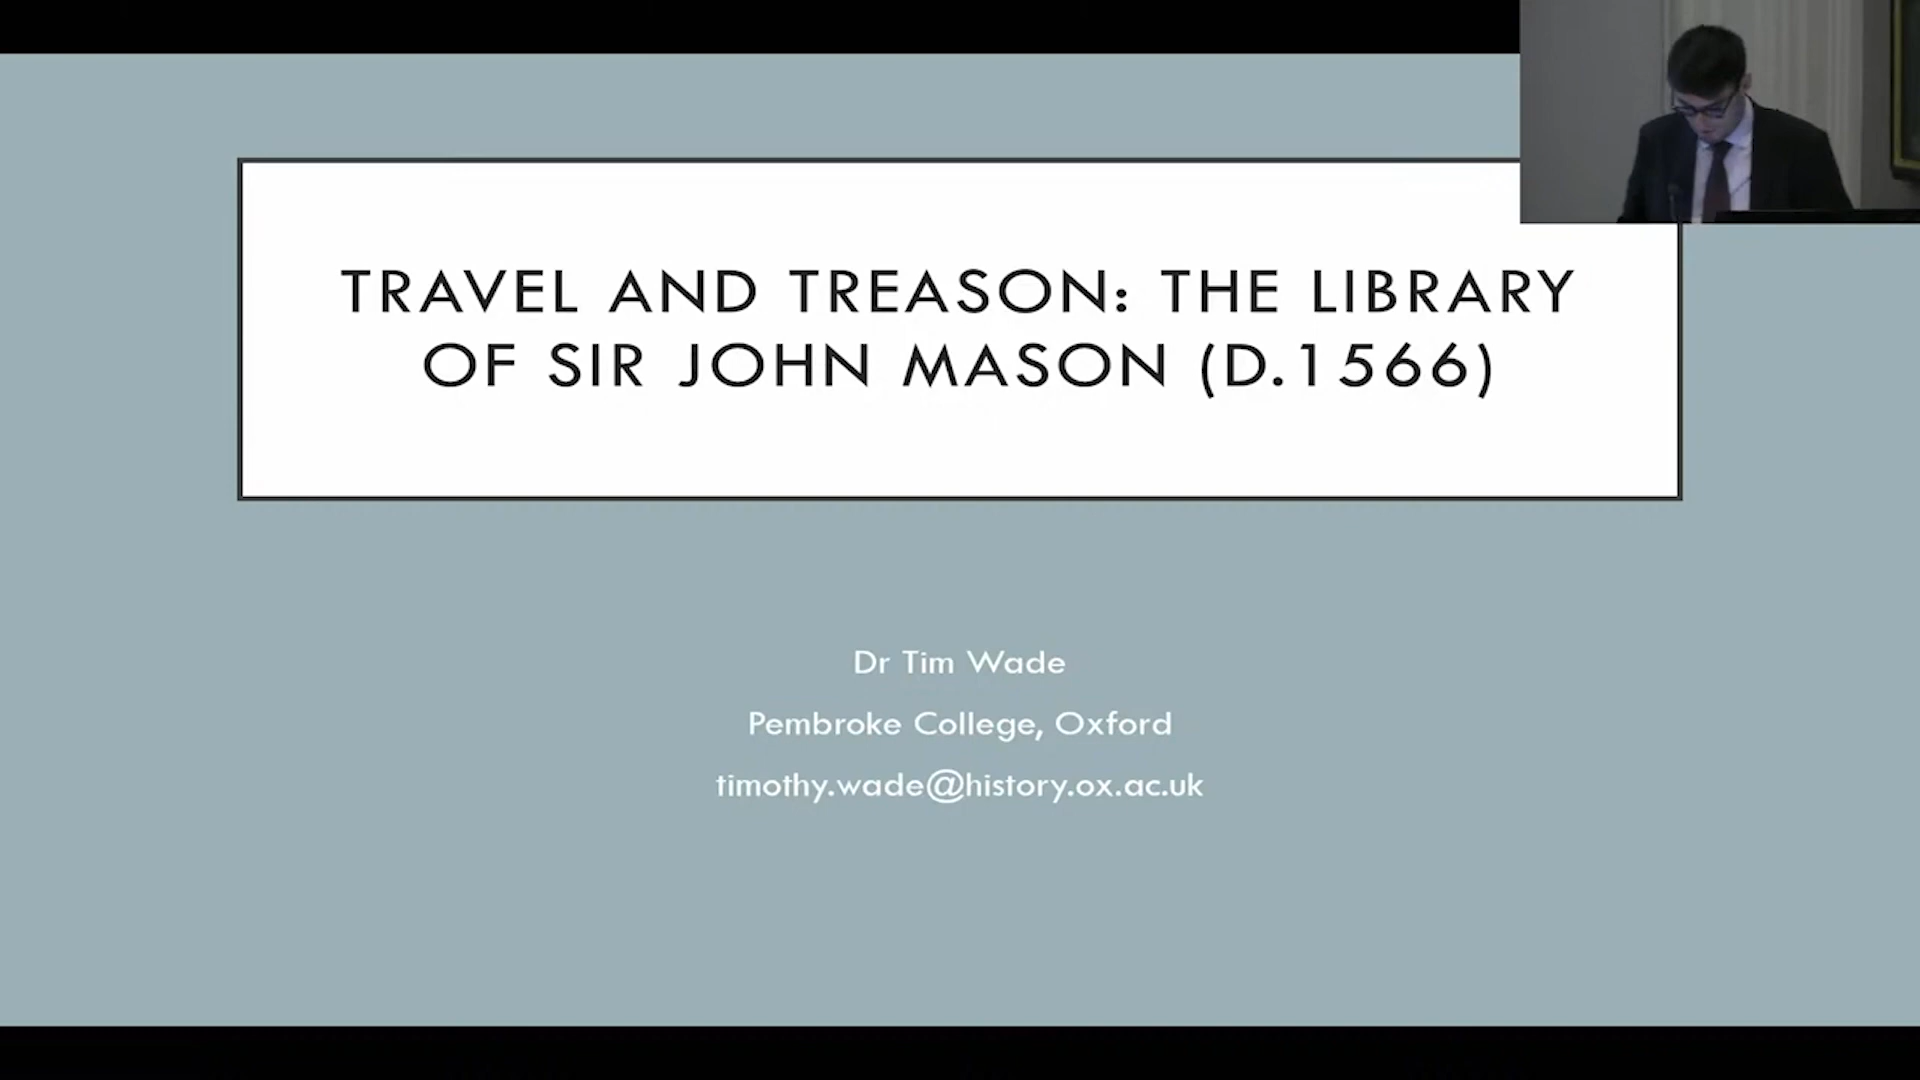 TRAVEL AND TREASON: THE LIBRARY
OF SIR JOHN MASON (D.1566)
Dr Tim Wade
Pembroke College, Oxford
timothy.wade@history.ox.ac.uk